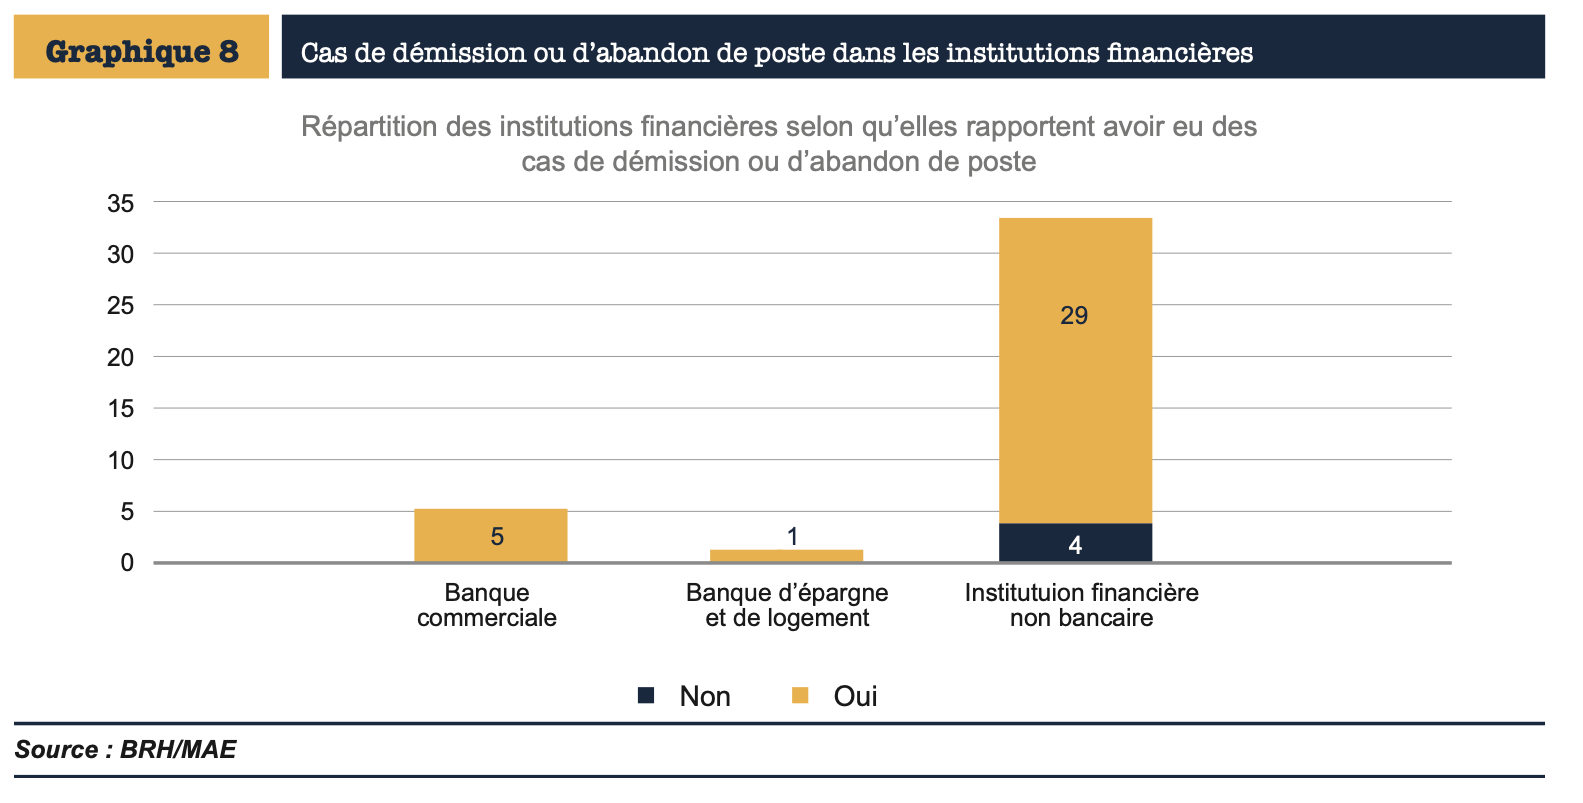 Graphique 8
Cas de démission ou d’abandon de poste dans les institutions financières
Répartition des institutions financières selon qu’elles rapportent avoir eu des
cas de démission ou d’abandon de poste
35
30
25
20
15
10
5
0
5
1
29
4
Banque
commerciale
Banque d’épargne
et de logement
Institutuion financière
non bancaire
Non
Oui
Source : BRH/MAE